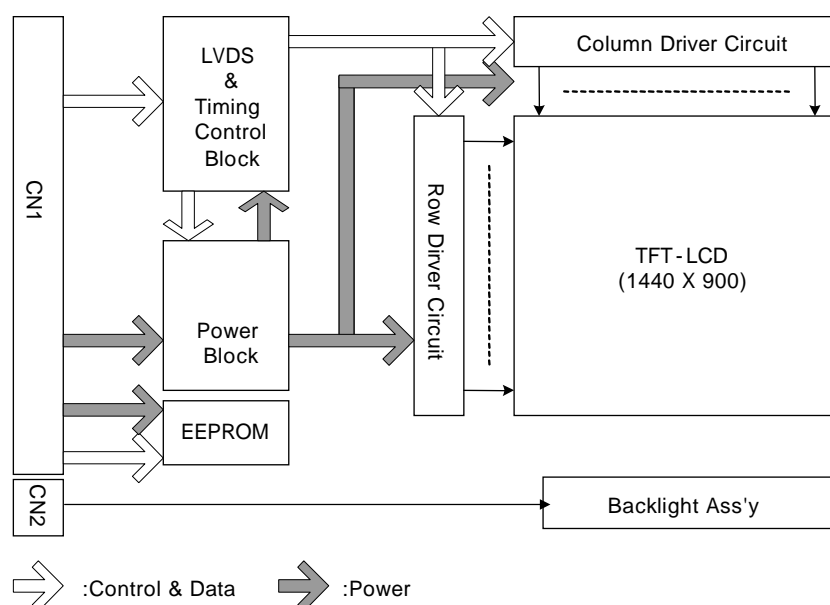 LVDS
&
Timing
Control
Block
Column Driver Circuit
CN1
Row Dirver Circuit
TFT-LCD
(1440 X 900)
Power
Block
EEPROM
CN2
Backlight Ass'y
:Control & Data
:Power